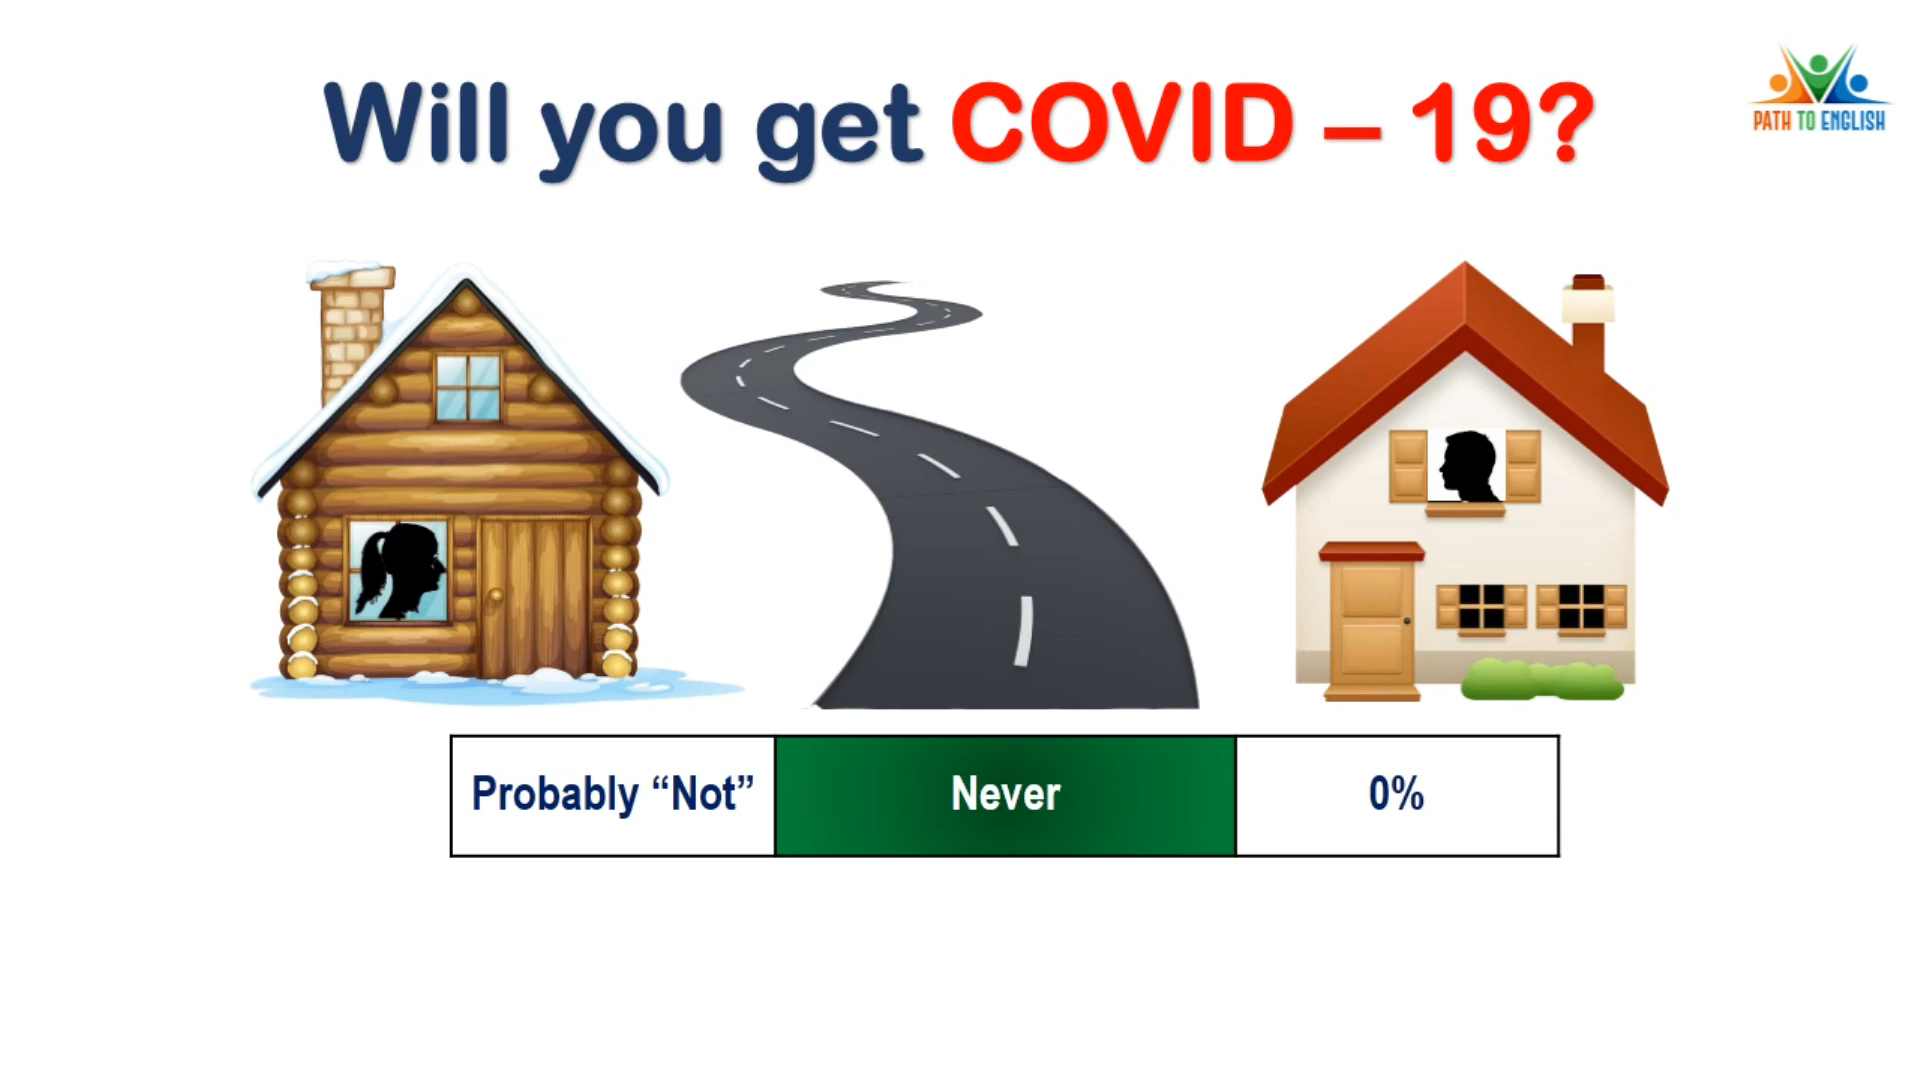 Will you get COVID – 19?
PATH TO ENGLISH
Probably “Not”
Never
0%